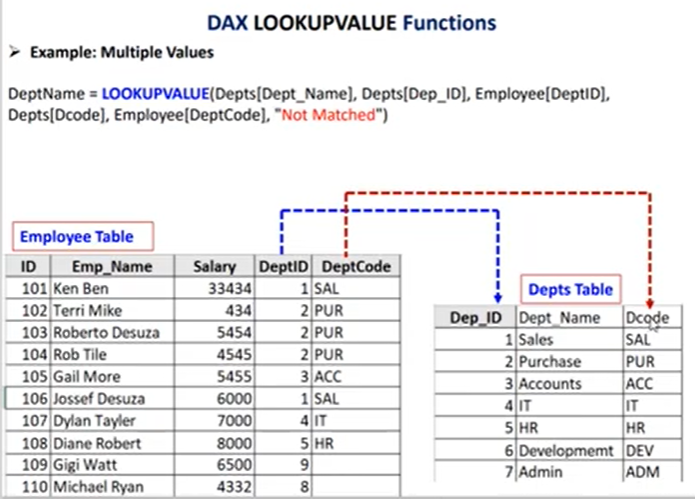 DAX LOOKUPVALUE Functions
➢ Example: Multiple Values
DeptName = LOOKUPVALUE(Depts[Dept_Name], Depts[Dep_ID], Employee[DeptID],
Depts[Dcode], Employee[DeptCode], "Not Matched")
Employee Table
ID Emp_Name Salary DeptID DeptCode
101 Ken Ben 33434 1 SAL
102 Terri Mike 434 2 PUR
103 Roberto Desuza 5454 2 PUR
104 Rob Tile 4545 2 PUR
105 Gail More 5455 3 ACC
106 Jossef Desuza 6000 1 SAL
107 Dylan Tayler 7000 4 IT
108 Diane Robert 8000 5 HR
109 Gigi Watt 6500 9
110 Michael Ryan 4332 8
Depts Table
Dep_ID Dept_Name Dcode
1 Sales SAL
2 Purchase PUR
3 Accounts ACC
4 IT IT
5 HR HR
6 Developmemt DEV
7 Admin ADM